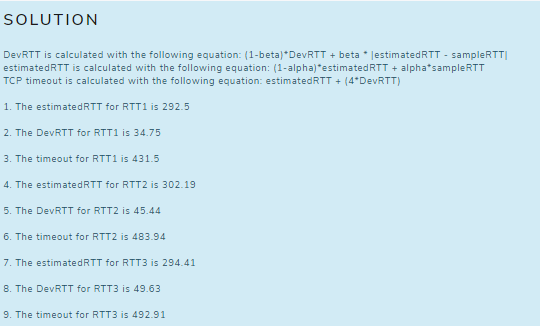 SOLUTION
DevRTT is calculated with the following equation: (1-beta)*DevRTT + beta * |estimatedRTT - sampleRTT|
estimatedRTT is calculated with the following equation: (1-alpha)*estimatedRTT + alpha*sampleRTT
TCP timeout is calculated with the following equation: estimatedRTT + (4*DevRTT)
1. The estimatedRTT for RTT1 is 292.5
2. The DevRTT for RTT1 is 34.75
3. The timeout for RTT1 is 431.5
4. The estimatedRTT for RTT2 is 302.19
5. The DevRTT for RTT2 is 45.44
6. The timeout for RTT2 is 483.94
7. The estimatedRTT for RTT3 is 294.41
8. The DevRTT for RTT3 is 49.63
9. The timeout for RTT3 is 492.91